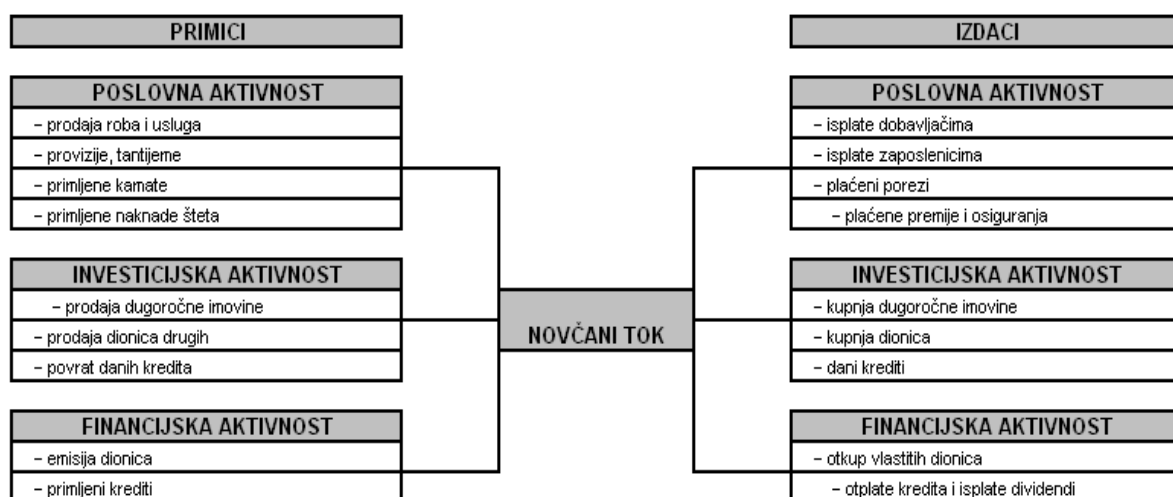 PRIMICI
POSLOVNA AKTIVNOST
– prodaja roba i usluga
– provizije, tantijeme
– primljene kamate
– primljene naknade šteta
INVESTICIJSKA AKTIVNOST
– prodaja dugoročne imovine
– prodaja dionica drugih
– povrat danih kredita
FINANCIJSKA AKTIVNOST
– emisija dionica
– primljeni krediti
NOVČANI TOK
IZDACI
POSLOVNA AKTIVNOST
– isplate dobavljačima
– isplate zaposlenicima
– plaćeni porezi
– plaćene premije i osiguranja
INVESTICIJSKA AKTIVNOST
– kupnja dugoročne imovine
– kupnja dionica
– dani krediti
FINANCIJSKA AKTIVNOST
– otkup vlastitih dionica
– otplate kredita i isplate dividendi